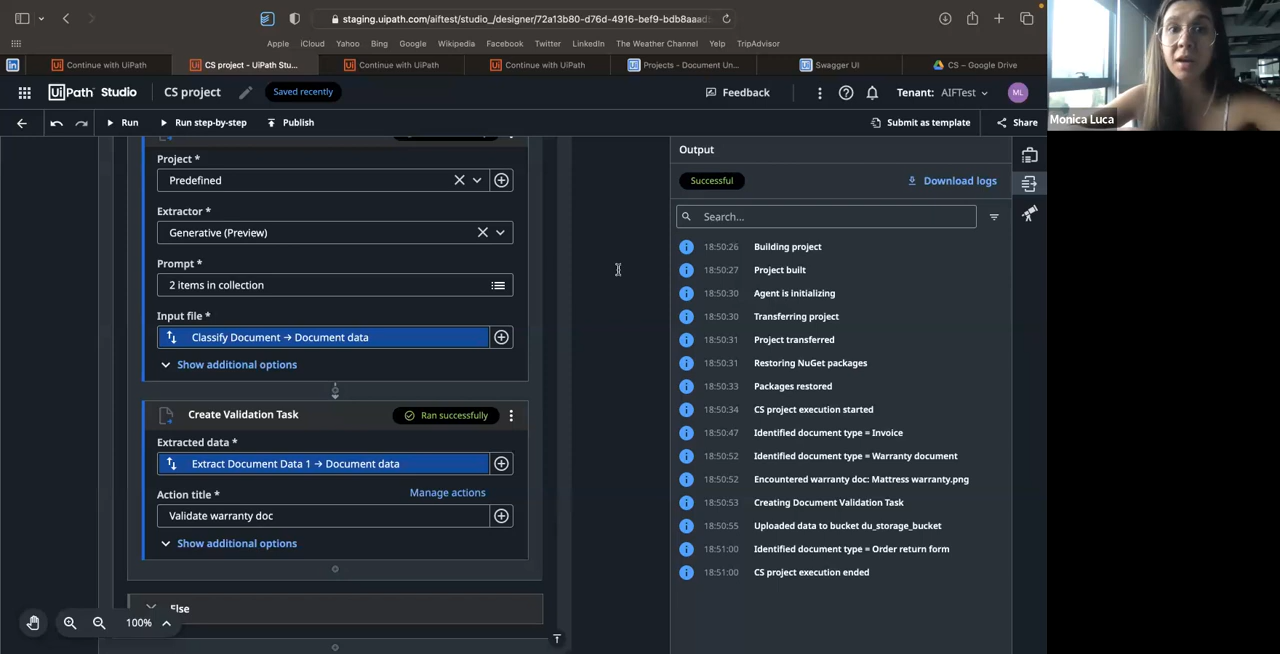 staging.uipath.com/aiftest/studio_/designer/72a13b80-d76d-4916-bef9-bdb8aaad
Apple iCloud Yahoo Bing Google Wikipedia Facebook Twitter LinkedIn The Weather Channel Yelp TripAdvisor
Continue with UiPath
CS project - UiPath Stu...
Continue with UiPath
Continue with UiPath
Projects - Document Un...
Swagger UI
CS – Google Drive
UiPath Studio
CS project
Saved recently
Feedback
Tenant: AIFTest
ML
Monica Luca
Run
Run step-by-step
Publish
Submit as template
Share
Project *
Predefined
Extractor *
Generative (Preview)
Prompt *
2 items in collection
Input file *
Classify Document → Document data
Show additional options
Create Validation Task
Ran successfully
Extracted data *
Extract Document Data 1 → Document data
Action title *
Manage actions
Validate warranty doc
Show additional options
Else
100%
Output
Successful
Download logs
Search...
18:50:26 Building project
18:50:27 Project built
18:50:30 Agent is initializing
18:50:30 Transferring project
18:50:31 Project transferred
18:50:31 Restoring NuGet packages
18:50:33 Packages restored
18:50:34 CS project execution started
18:50:47 Identified document type = Invoice
18:50:52 Identified document type = Warranty document
18:50:52 Encountered warranty doc: Mattress warranty.png
18:50:53 Creating Document Validation Task
18:50:55 Uploaded data to bucket du_storage_bucket
18:51:00 Identified document type = Order return form
18:51:00 CS project execution ended